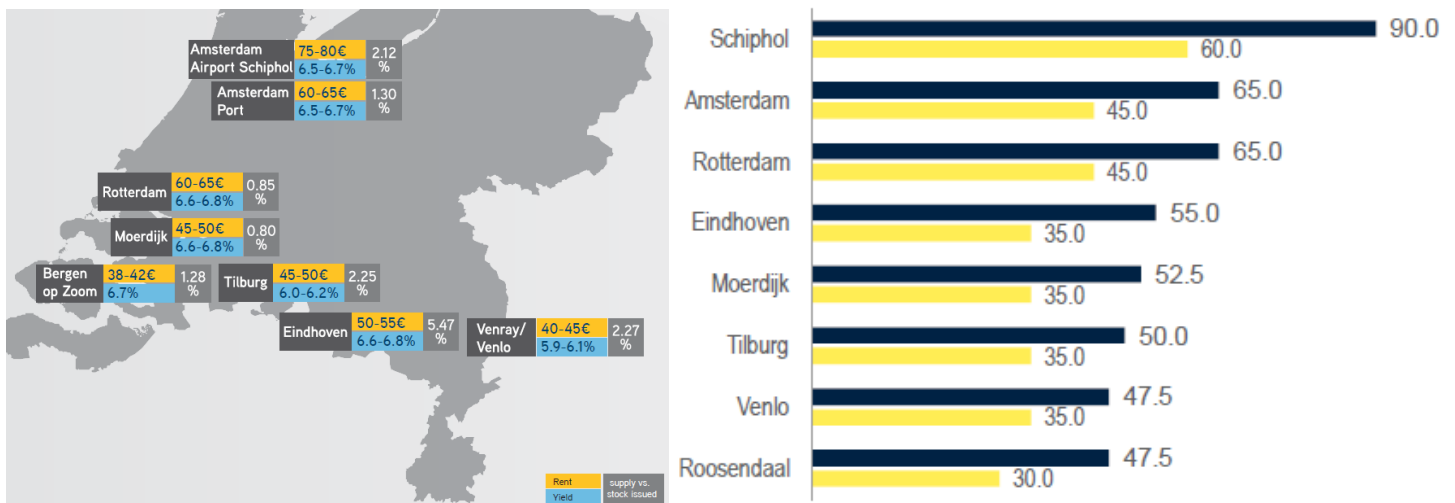 Amsterdam
Airport Schiphol
75-80€
6.5-6.7%
2.12
%
Amsterdam
Port
60-65€
6.5-6.7%
1.30
%
Rotterdam
60-65€
6.6-6.8%
0.85
%
Moerdijk
45-50€
6.6-6.8%
0.80
%
Bergen
op Zoom
38-42€
6.7%
1.28
%
Tilburg
45-50€
6.0-6.2%
2.25
%
Eindhoven
50-55€
6.6-6.8%
5.47
%
Venray/
Venlo
40-45€
5.9-6.1%
2.27
%
Rent
Yield
supply vs.
stock issued
Schiphol
90.0
60.0
Amsterdam
65.0
45.0
Rotterdam
65.0
45.0
Eindhoven
55.0
35.0
Moerdijk
52.5
35.0
Tilburg
50.0
35.0
Venlo
47.5
35.0
Roosendaal
47.5
30.0